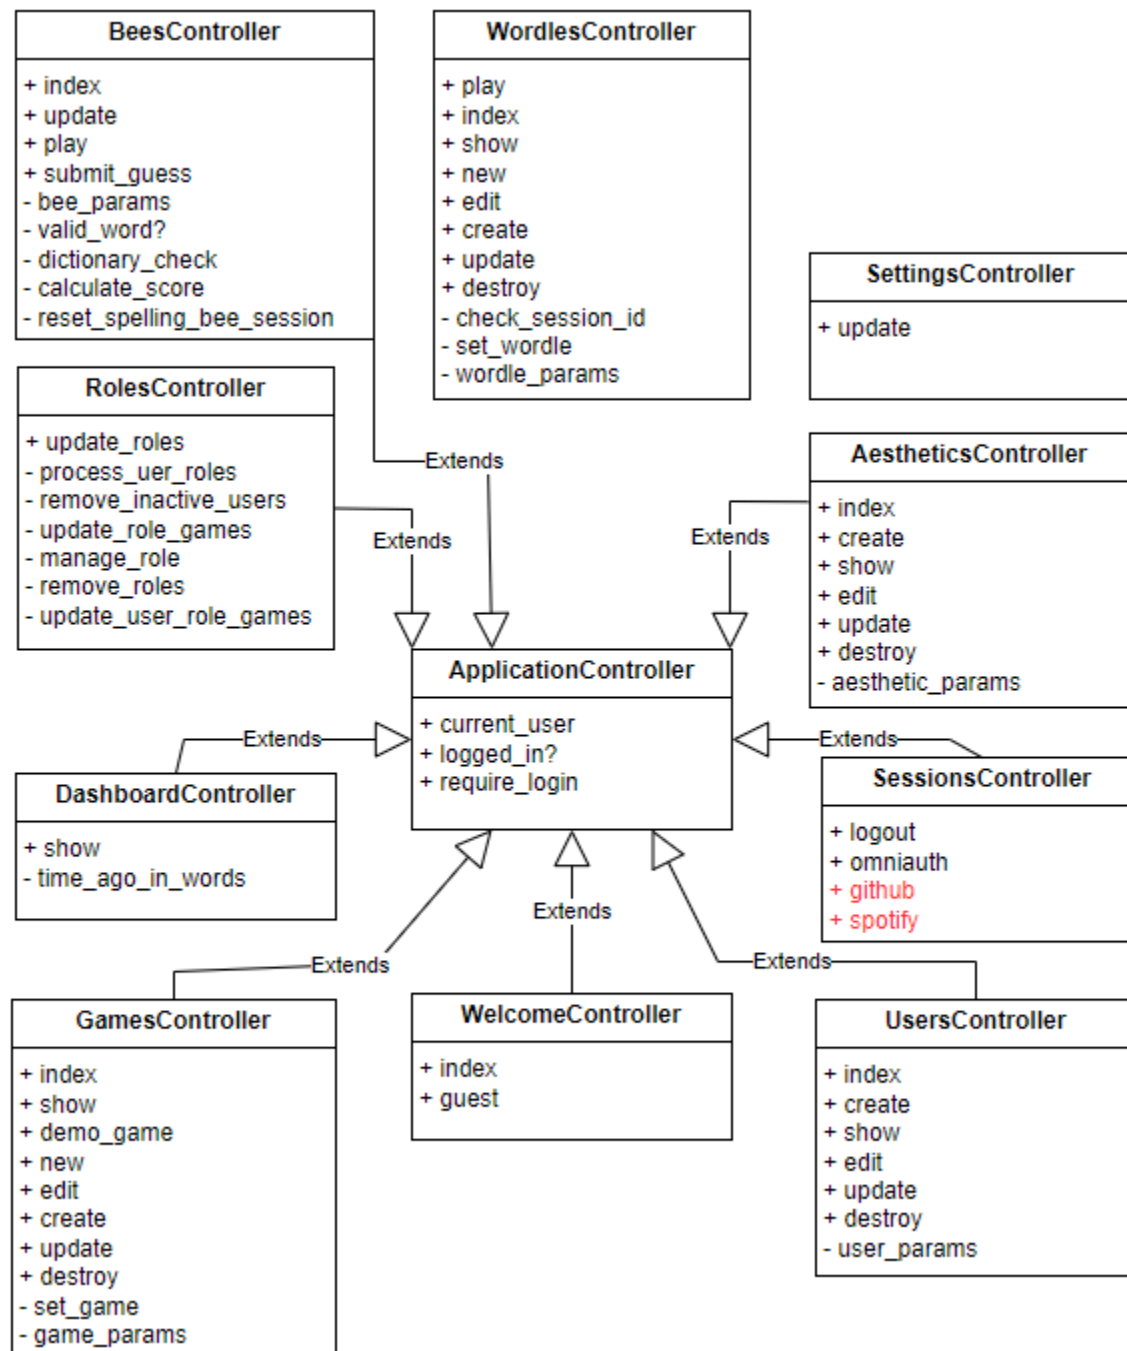 BeesController
+ index
+ update
+ play
+ submit_guess
- bee_params
- valid_word?
- dictionary_check
- calculate_score
- reset_spelling_bee_session
WordlesController
+ play
+ index
+ show
+ new
+ edit
+ create
+ update
+ destroy
- check_session_id
- set_wordle
- wordle_params
SettingsController
+ update
RolesController
+ update_roles
- process_uer_roles
- remove_inactive_users
- update_role_games
- manage_role
- remove_roles
- update_user_role_games
Extends
Extends
Extends
AestheticsController
+ index
+ create
+ show
+ edit
+ update
+ destroy
- aesthetic_params
ApplicationController
+ current_user
+ logged_in?
+ require_login
Extends
Extends
DashboardController
+ show
- time_ago_in_words
SessionsController
+ logout
+ omniauth
+ github
+ spotify
Extends
Extends
Extends
GamesController
+ index
+ show
+ demo_game
+ new
+ edit
+ create
+ update
+ destroy
- set_game
- game_params
WelcomeController
+ index
+ guest
UsersController
+ index
+ create
+ show
+ edit
+ update
+ destroy
- user_params